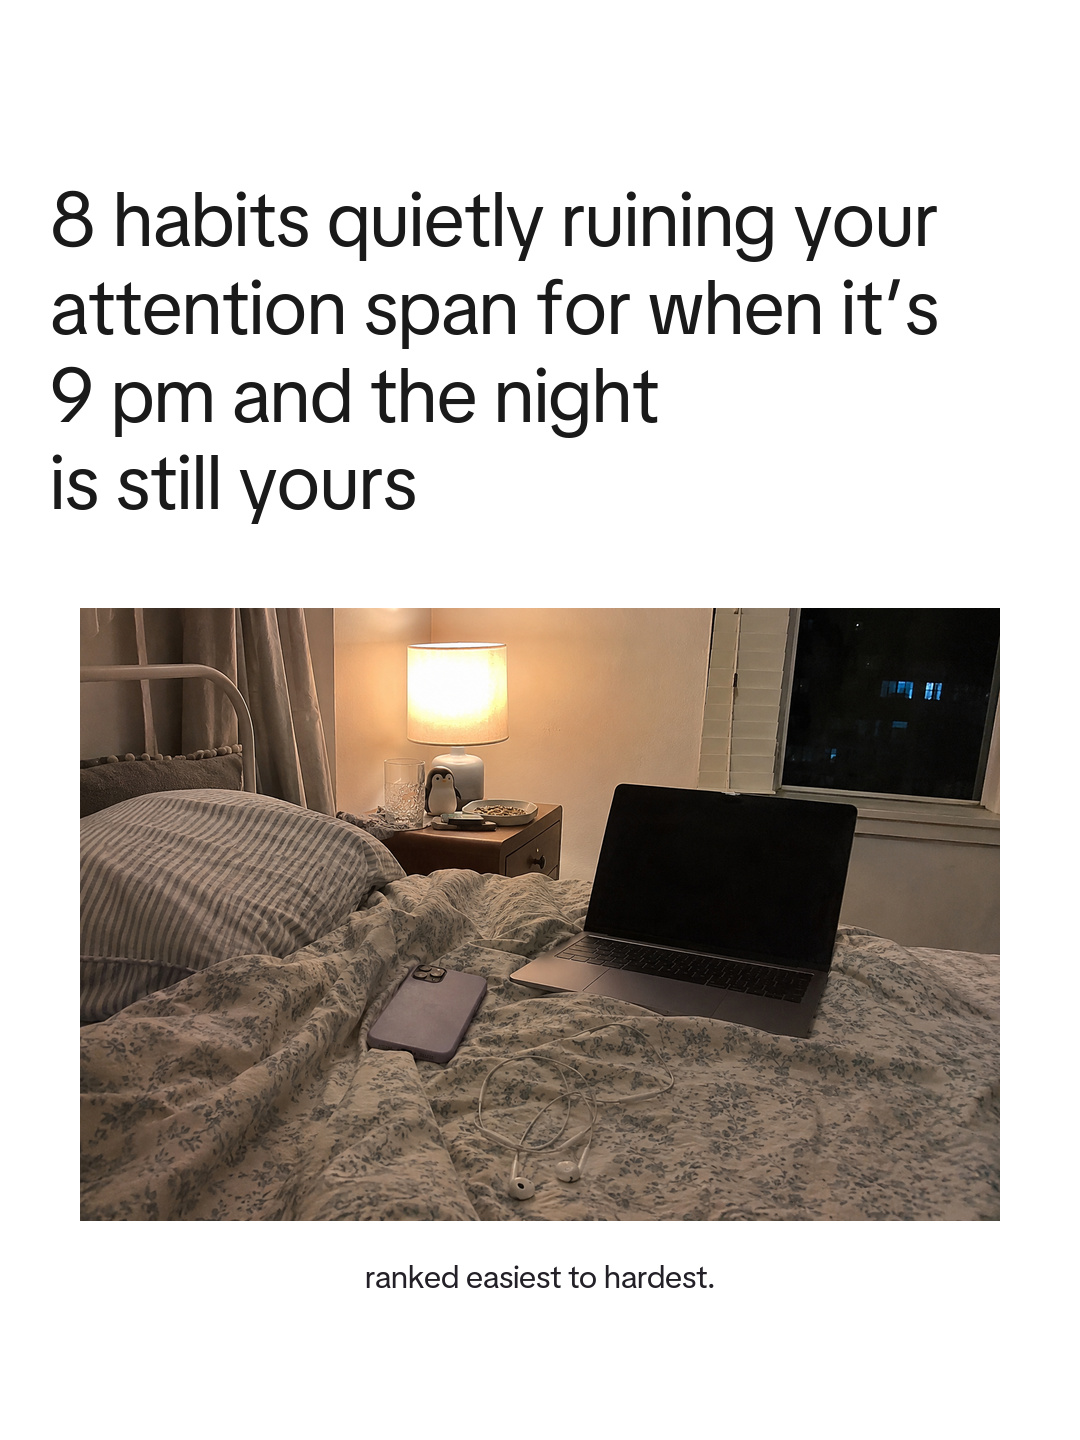 8 habits quietly ruining your
attention span for when it’s
9 pm and the night
is still yours
ranked easiest to hardest.